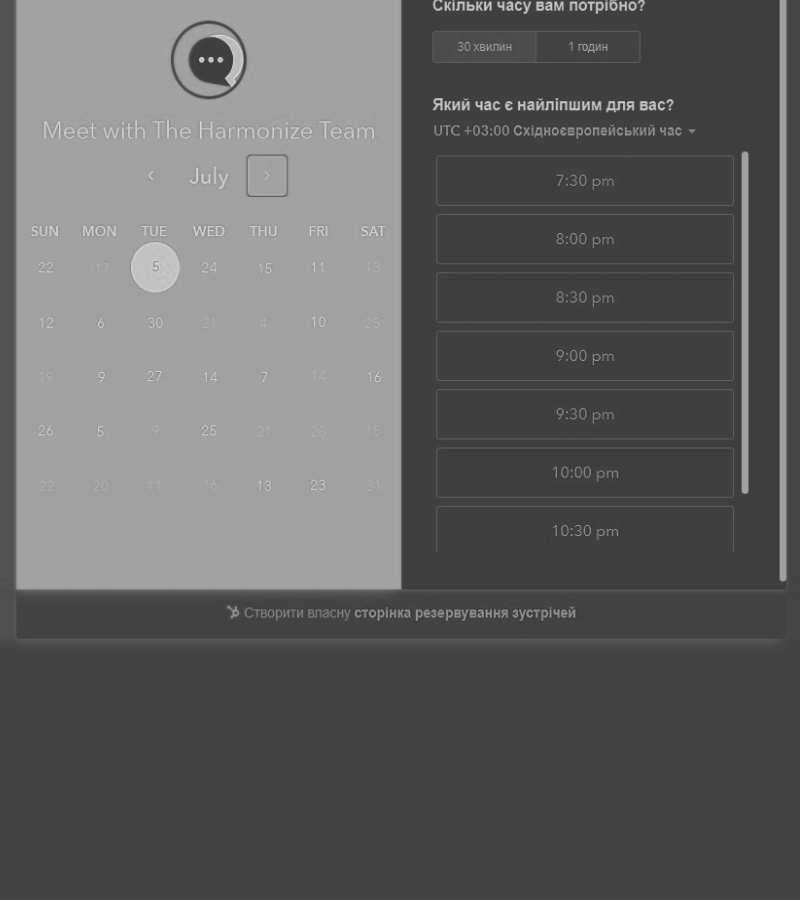 Meet with The Harmonize Team
July
SUN MON TUE WED THU FRI SAT
22 17 5 24 15 11 13
12 6 30 21 4 10 25
19 9 27 14 7 14 16
26 5 9 25 21 28 15
22 20 11 16 13 23 31
Скільки часу вам потрібно?
30 хвилин 1 годин
Який час є найліпшим для вас?
UTC +03:00 Східноєвропейський час
7:30 pm
8:00 pm
8:30 pm
9:00 pm
9:30 pm
10:00 pm
10:30 pm
Створити власну сторінка резервування зустрічей